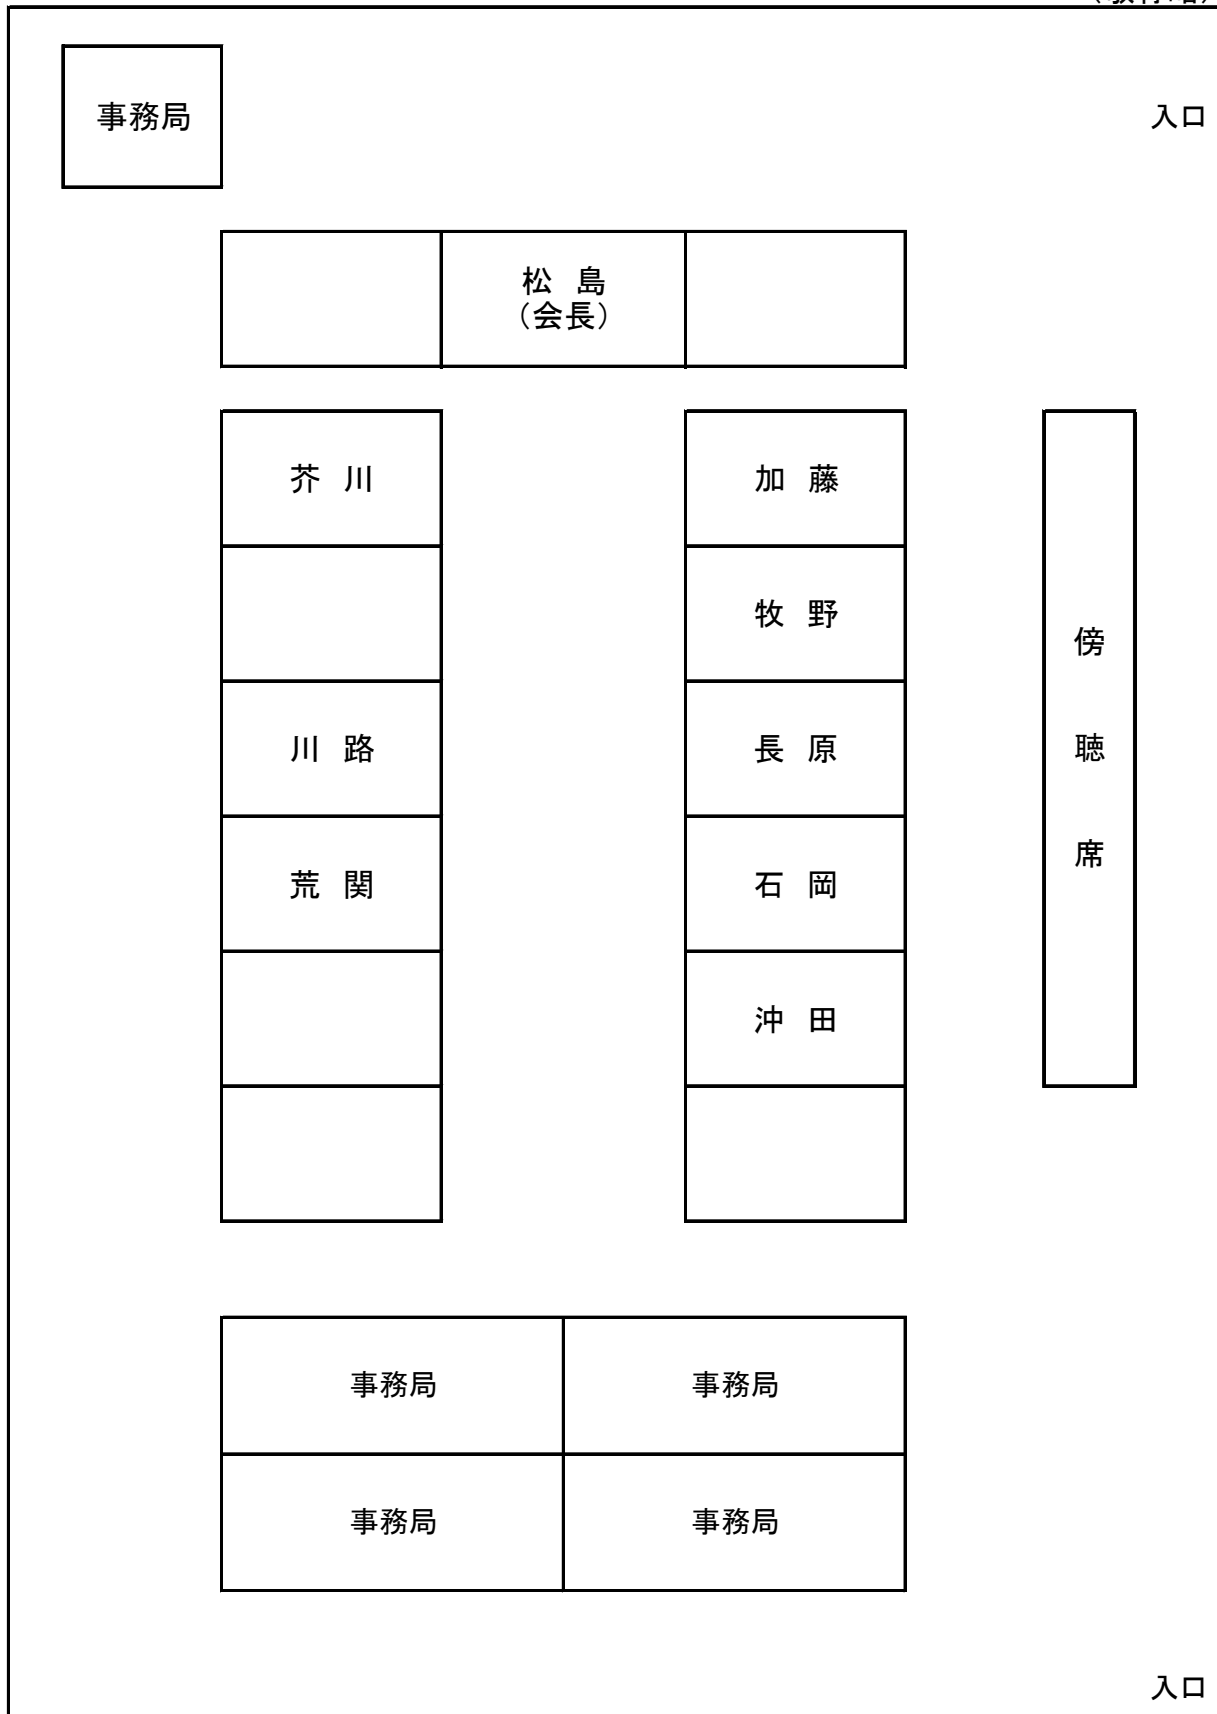 事務局
入口
松 島
（会長）
芥 川
加 藤
牧 野
川 路
長 原
荒 関
石 岡
沖 田
傍聴席
事務局
事務局
事務局
事務局
入口